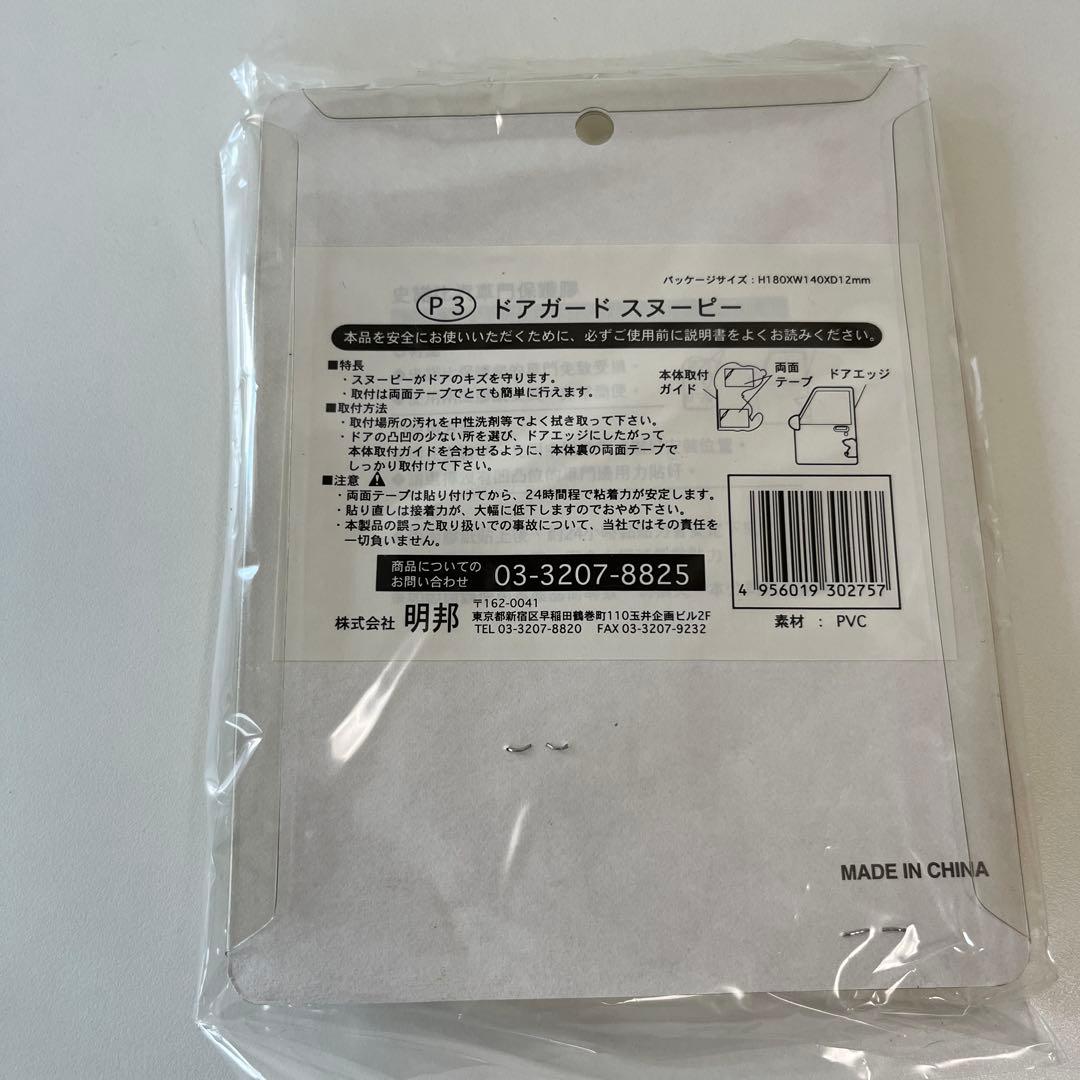 パッケージサイズ：H180XW140XD12mm
P3 ドアガード スヌーピー
本品を安全にお使いいただくために、必ずご使用前に説明書をよくお読みください。
■特長
・スヌーピーがドアのキズを守ります。
・取付は両面テープでとても簡単に行えます。
■取付方法
・取付場所の汚れを中性洗剤等でよく拭き取って下さい。
・ドアの凸凹の少ない所を選び、ドアエッジにしたがって
本体取付ガイドを合わせるように、本体裏の両面テープで
しっかり取付けて下さい。
■注意
・両面テープは貼り付けてから、24時間程で粘着力が安定します。
・貼り直しは接着力が、大幅に低下しますのでおやめ下さい。
・本製品の誤った取り扱いでの事故について、当社ではその責任を
一切負いません。
本体取付
ガイド
両面
テープ
ドアエッジ
商品についての
お問い合わせ
03-3207-8825
株式会社 明邦
〒162-0041
東京都新宿区早稲田鶴巻町110玉井企画ビル2F
TEL 03-3207-8820 FAX 03-3207-9232
4 956019 302757
素材 : PVC
MADE IN CHINA